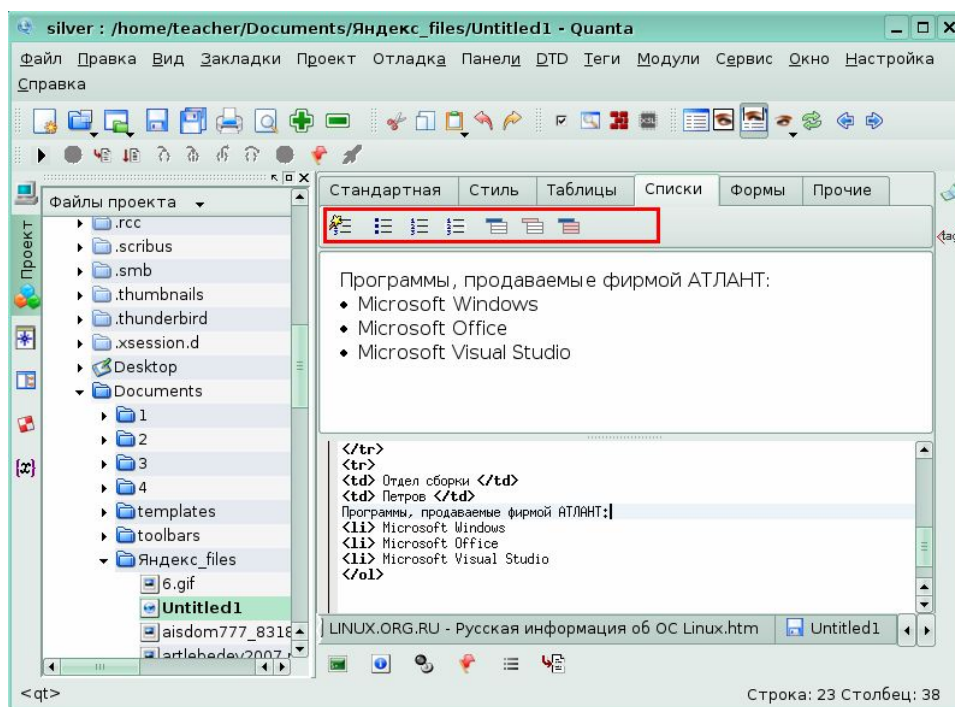 silver : /home/teacher/Documents/Яндекс_files/Untitled1 - Quanta
Файл Правка Вид Закладки Проект Отладка Панели DTD Теги Модули Сервис Окно Настройка
Справка
Файлы проекта
Проект
.rcc
.scribus
.smb
.thumbnails
.thunderbird
.xsession.d
Desktop
Documents
1
2
3
4
templates
toolbars
Яндекс_files
6.gif
Untitled1
aisdom777_8318
artlebedev2007
Стандартная Стиль Таблицы Списки Формы Прочие
Программы, продаваемые фирмой АТЛАНТ:
• Microsoft Windows
• Microsoft Office
• Microsoft Visual Studio
</tr>
<tr>
<td> Отдел сборки </td>
<td> Петров </td>
Программы, продаваемые фирмой АТЛАНТ:
<li> Microsoft Windows
<li> Microsoft Office
<li> Microsoft Visual Studio
</ol>
LINUX.ORG.RU - Русская информация об ОС Linux.htm Untitled1
<qt> Строка: 23 Столбец: 38